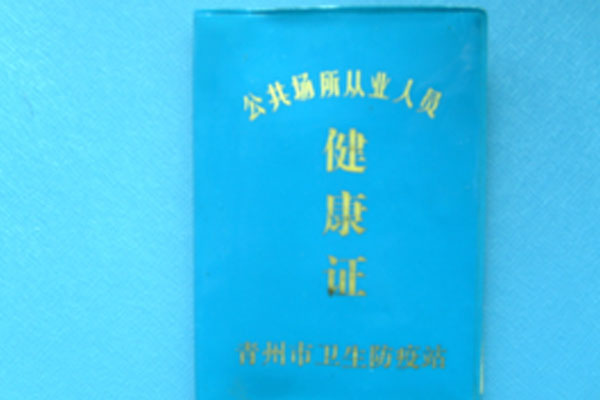 公共场所从业人员
健
康
证
青州市卫生防疫站